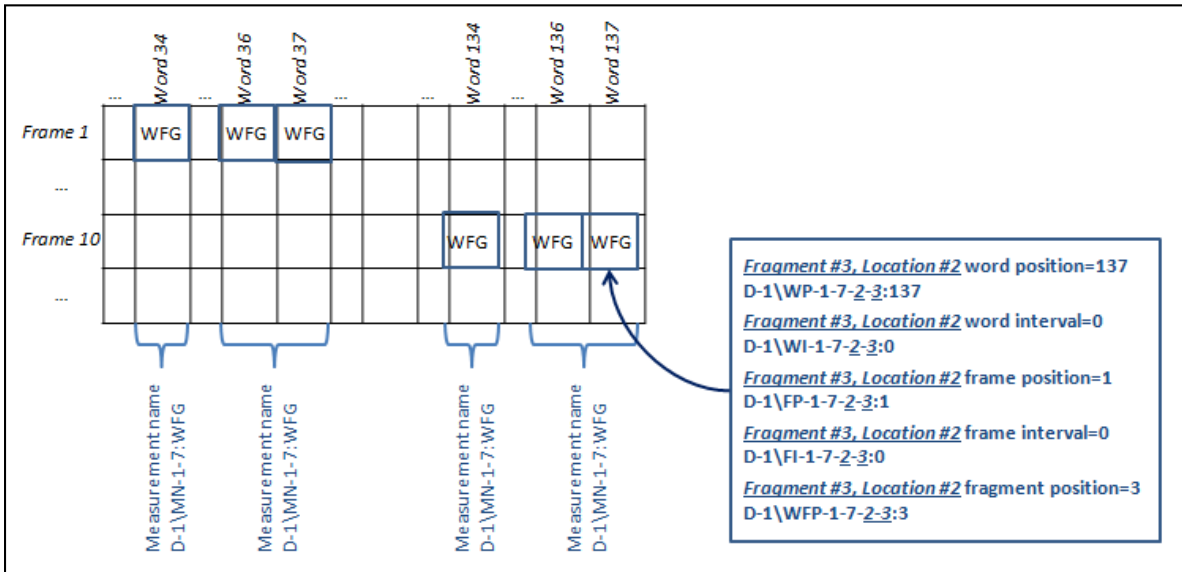 --- Word 34 --- Word 36 Word 37 --- --- Word 134 --- Word 136 Word 137
Frame 1 WFG WFG WFG
---
Frame 10 WFG WFG WFG
---
Measurement name
D-1\MN-1-7:WFG
Measurement name
D-1\MN-1-7:WFG
Measurement name
D-1\MN-1-7:WFG
Measurement name
D-1\MN-1-7:WFG
Fragment #3, Location #2 word position=137
D-1\WP-1-7-2-3:137
Fragment #3, Location #2 word interval=0
D-1\WI-1-7-2-3:0
Fragment #3, Location #2 frame position=1
D-1\FP-1-7-2-3:1
Fragment #3, Location #2 frame interval=0
D-1\FI-1-7-2-3:0
Fragment #3, Location #2 fragment position=3
D-1\WFP-1-7-2-3:3